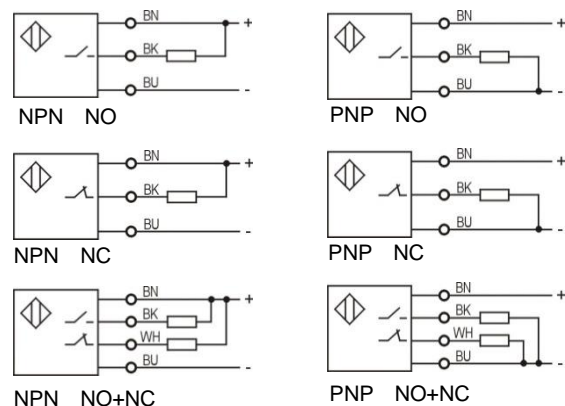 BN +
BK
BU -
NPN NO
BN +
BK
BU -
PNP NO
BN +
BK
BU -
NPN NC
BN +
BK
BU -
PNP NC
BN +
BK
WH
BU -
NPN NO+NC
BN +
BK
WH
BU -
PNP NO+NC